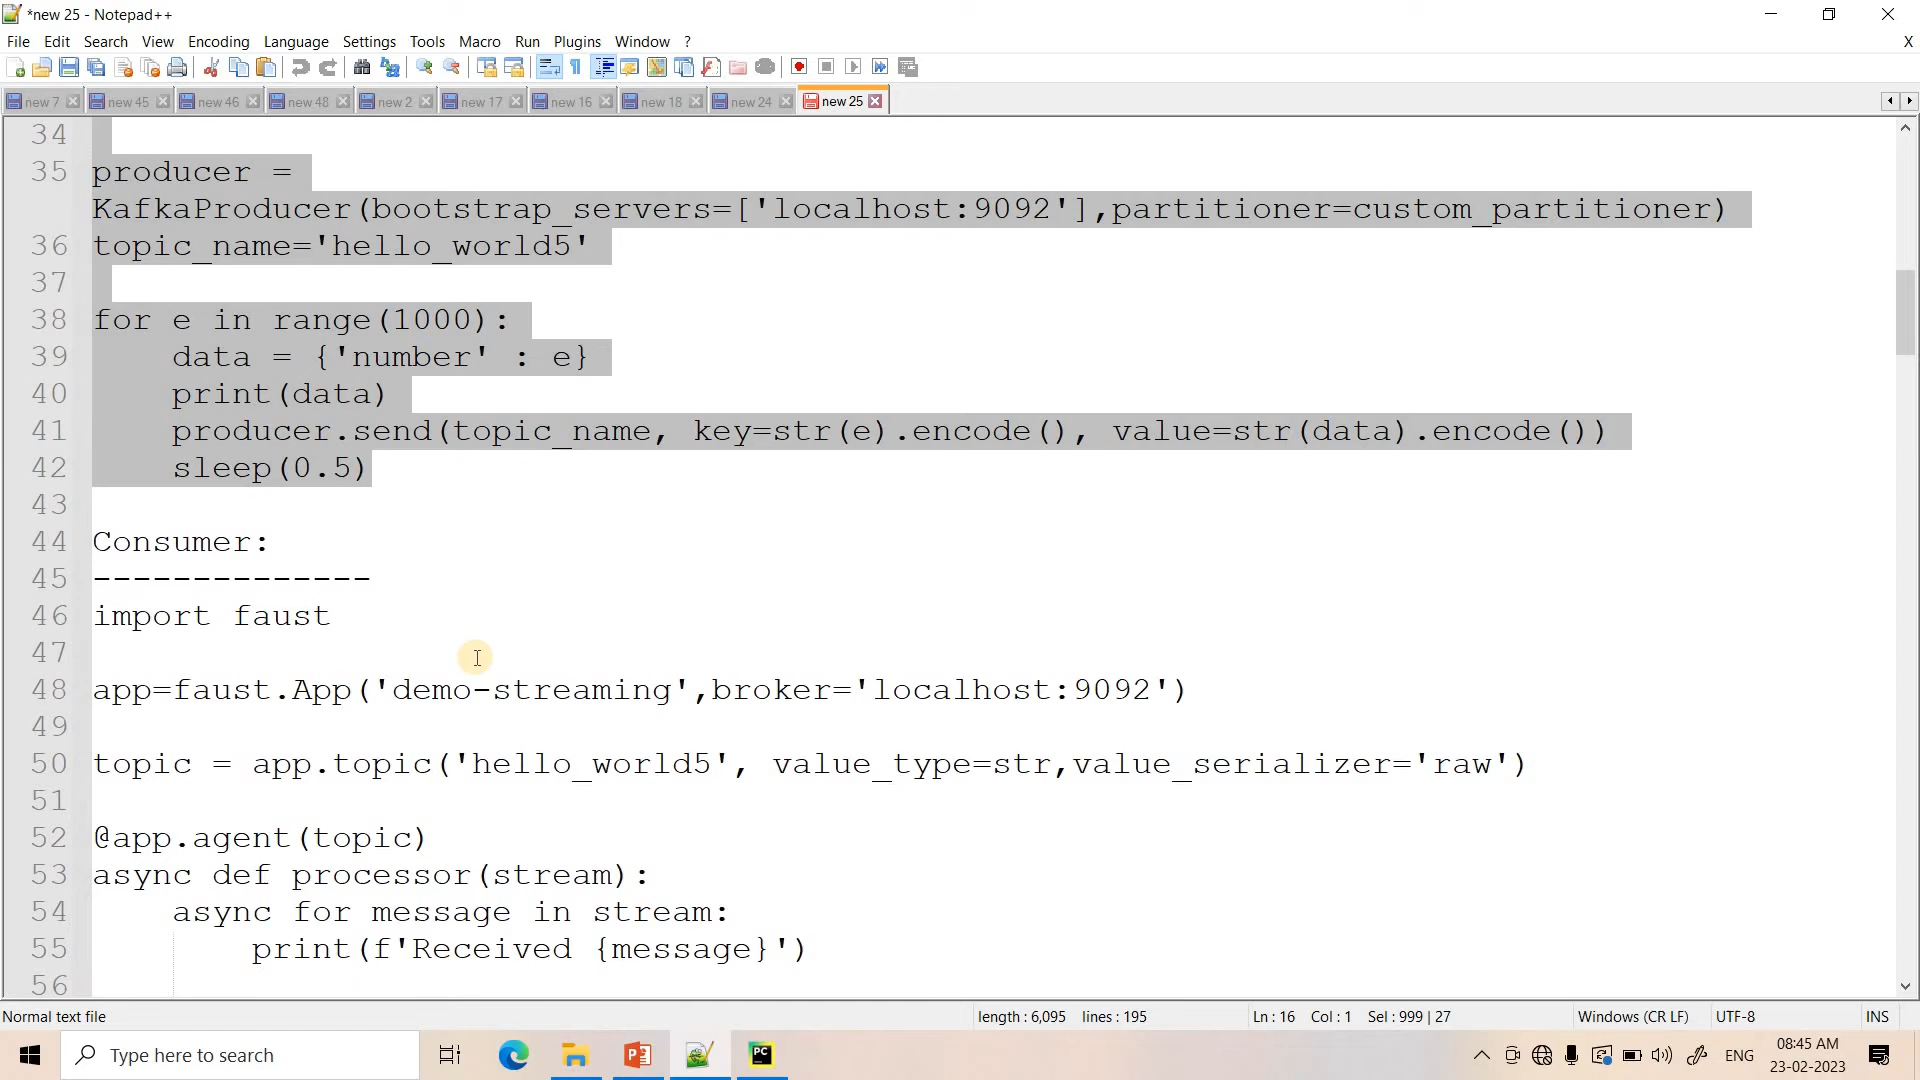 *new 25 - Notepad++
File Edit Search View Encoding Language Settings Tools Macro Run Plugins Window ? X
new 7 new 45 new 46 new 48 new 2 new 17 new 16 new 18 new 24 new 25
34
35 producer =
KafkaProducer(bootstrap_servers=['localhost:9092'],partitioner=custom_partitioner)
36 topic_name='hello_world5'
37
38 for e in range(1000):
39 data = {'number' : e}
40 print(data)
41 producer.send(topic_name, key=str(e).encode(), value=str(data).encode())
42 sleep(0.5)
43
44 Consumer:
45 --------------
46 import faust
47
48 app=faust.App('demo-streaming',broker='localhost:9092')
49
50 topic = app.topic('hello_world5', value_type=str,value_serializer='raw')
51
52 @app.agent(topic)
53 async def processor(stream):
54 async for message in stream:
55 print(f'Received {message}')
56
Normal text file length : 6,095 lines : 195 Ln : 16 Col : 1 Sel : 999 | 27 Windows (CR LF) UTF-8 INS
Type here to search ENG 08:45 AM
23-02-2023